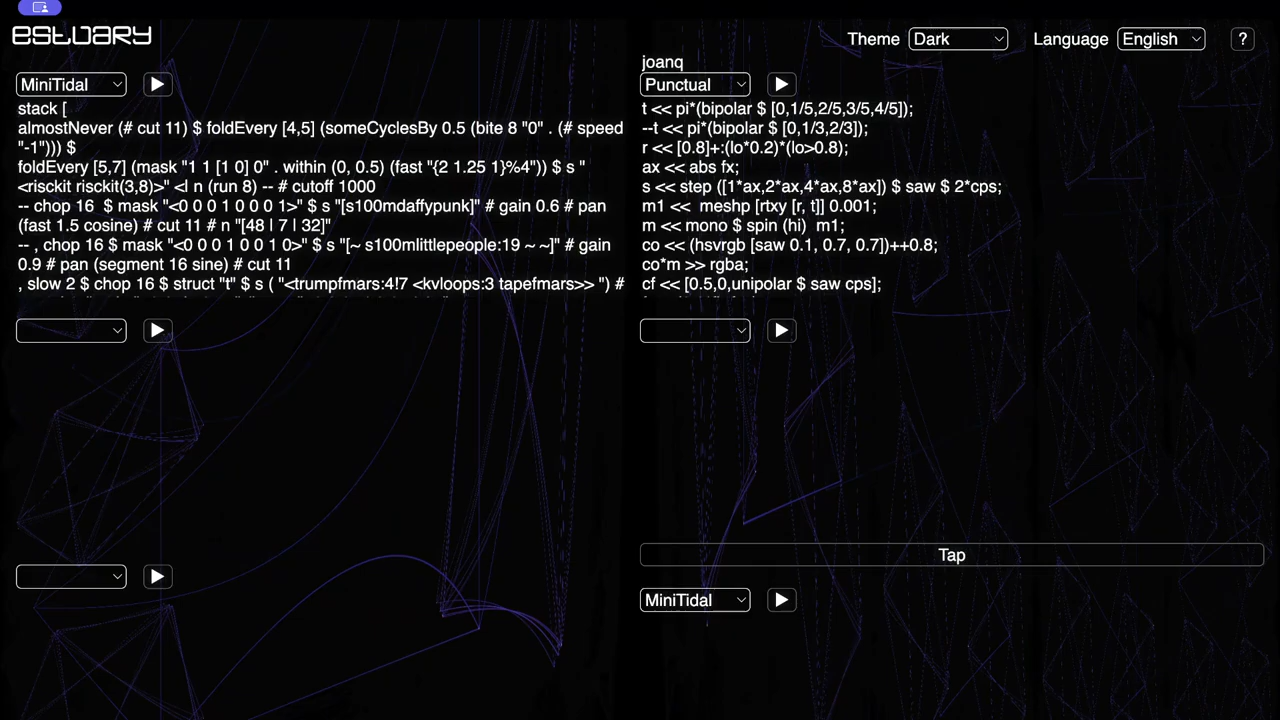 estuary
Theme Dark Language English ?
MiniTidal
stack [
almostNever (# cut 11) $ foldEvery [4,5] (someCyclesBy 0.5 (bite 8 "0" . (# speed
"-1"))) $
foldEvery [5,7] (mask "1 1 [1 0] 0" . within (0, 0.5) (fast "{2 1.25 1}%4")) $ s "
<risckit risckit(3,8)>" <| n (run 8) -- # cutoff 1000
-- chop 16 $ mask "<0 0 0 1 0 0 0 1>" $ s "[s100mdaffypunk]" # gain 0.6 # pan
(fast 1.5 cosine) # cut 11 # n "[48 | 7 | 32]"
-- , chop 16 $ mask "<0 0 0 1 0 0 1 0>" $ s "[~ s100mlittlepeople:19 ~ ~]" # gain
0.9 # pan (segment 16 sine) # cut 11
, slow 2 $ chop 16 $ struct "t" $ s ( "<trumpfmars:4!7 <kvloops:3 tapefmars>> ") #
joanq
Punctual
t << pi*(bipolar $ [0,1/5,2/5,3/5,4/5]);
--t << pi*(bipolar $ [0,1/3,2/3]);
r << [0.8]+:(lo*0.2)*(lo>0.8);
ax << abs fx;
s << step ([1*ax,2*ax,4*ax,8*ax]) $ saw $ 2*cps;
m1 << meshp [rtxy [r, t]] 0.001;
m << mono $ spin (hi) m1;
co << (hsvrgb [saw 0.1, 0.7, 0.7])++0.8;
co*m >> rgba;
cf << [0.5,0,unipolar $ saw cps];
Tap
MiniTidal